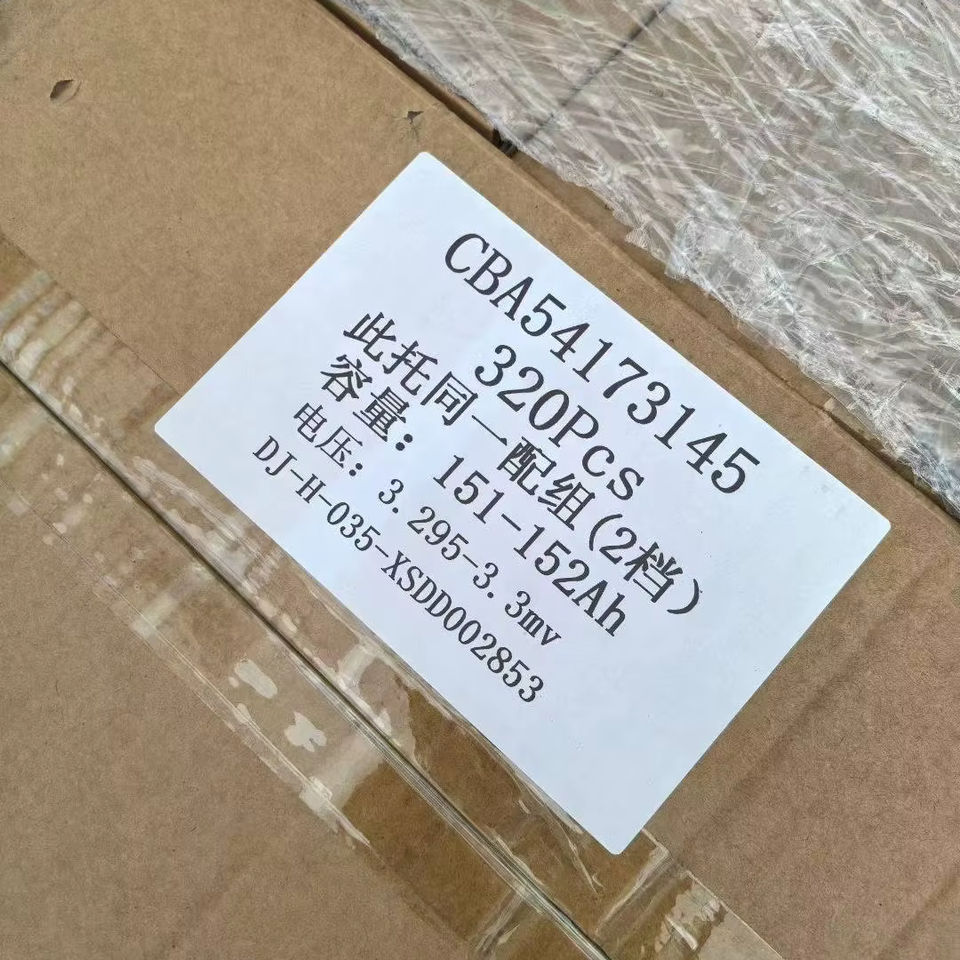 CBA54173145
320Pcs
此托同一配组(2档)
容量: 151-152Ah
电压: 3.295-3.3mv
DJ-H-035-XSDD002853